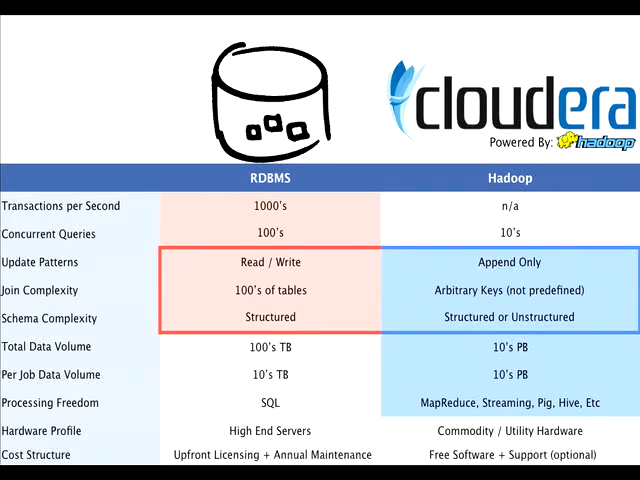 cloudera
Powered By: hadoop
RDBMS Hadoop
Transactions per Second 1000's n/a
Concurrent Queries 100's 10's
Update Patterns Read / Write Append Only
Join Complexity 100's of tables Arbitrary Keys (not predefined)
Schema Complexity Structured Structured or Unstructured
Total Data Volume 100's TB 10's PB
Per Job Data Volume 10's TB 10's PB
Processing Freedom SQL MapReduce, Streaming, Pig, Hive, Etc
Hardware Profile High End Servers Commodity / Utility Hardware
Cost Structure Upfront Licensing + Annual Maintenance Free Software + Support (optional)